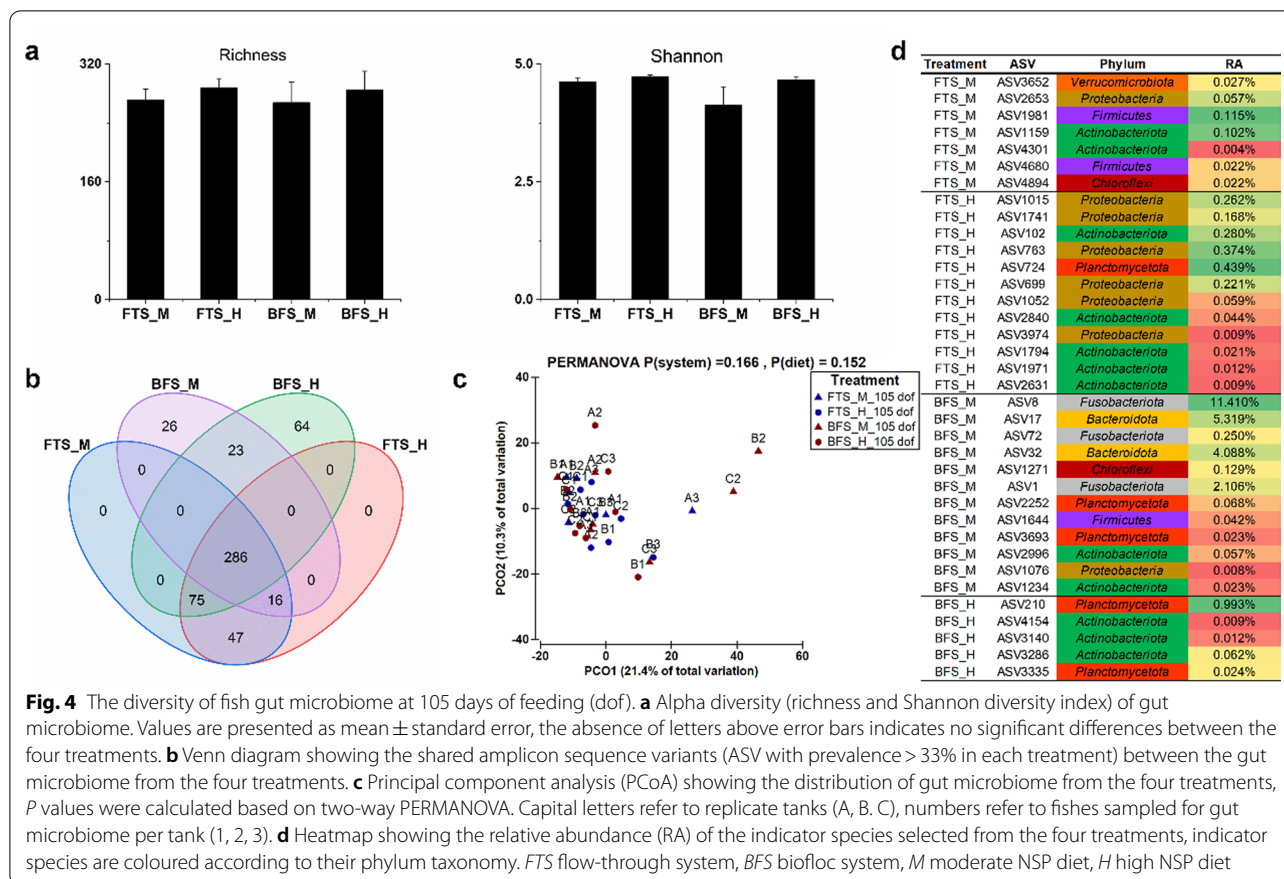 a
Richness
320
160
0
FTS_M FTS_H BFS_M BFS_H
Shannon
5.0
2.5
0.0
FTS_M FTS_H BFS_M BFS_H
b
BFS_M
BFS_H
FTS_M
FTS_H
26
23
64
0
0
0
0
286
0
0
75
16
47
c
PERMANOVA P(system) =0.166 , P(diet) = 0.152
Treatment
FTS_M_105 dof
FTS_H_105 dof
BFS_M_105 dof
BFS_H_105 dof
PCO2 (10.3% of total variation)
40
20
0
-20
-40
-20 0 20 40 60
PCO1 (21.4% of total variation)
A2
B2
C2
A3
C3
B1
B3
C3
B1
A2
d
Treatment ASV Phylum RA
FTS_M ASV3652 Verrucomicrobiota 0.027%
FTS_M ASV2653 Proteobacteria 0.057%
FTS_M ASV1981 Firmicutes 0.115%
FTS_M ASV1159 Actinobacteriota 0.102%
FTS_M ASV4301 Actinobacteriota 0.004%
FTS_M ASV4680 Firmicutes 0.022%
FTS_M ASV4894 Chloroflexi 0.022%
FTS_H ASV1015 Proteobacteria 0.262%
FTS_H ASV1741 Proteobacteria 0.168%
FTS_H ASV102 Actinobacteriota 0.280%
FTS_H ASV763 Proteobacteria 0.374%
FTS_H ASV724 Planctomycetota 0.439%
FTS_H ASV699 Proteobacteria 0.221%
FTS_H ASV1052 Proteobacteria 0.059%
FTS_H ASV2840 Actinobacteriota 0.044%
FTS_H ASV3974 Proteobacteria 0.009%
FTS_H ASV1794 Actinobacteriota 0.021%
FTS_H ASV1971 Actinobacteriota 0.012%
FTS_H ASV2631 Actinobacteriota 0.009%
BFS_M ASV8 Fusobacteriota 11.410%
BFS_M ASV17 Bacteroidota 5.319%
BFS_M ASV72 Fusobacteriota 0.250%
BFS_M ASV32 Bacteroidota 4.088%
BFS_M ASV1271 Chloroflexi 0.129%
BFS_M ASV1 Fusobacteriota 2.106%
BFS_M ASV2252 Planctomycetota 0.068%
BFS_M ASV1644 Firmicutes 0.042%
BFS_M ASV3693 Planctomycetota 0.023%
BFS_M ASV2996 Actinobacteriota 0.057%
BFS_M ASV1076 Proteobacteria 0.008%
BFS_M ASV1234 Actinobacteriota 0.023%
BFS_H ASV210 Planctomycetota 0.993%
BFS_H ASV4154 Actinobacteriota 0.009%
BFS_H ASV3140 Actinobacteriota 0.012%
BFS_H ASV3286 Actinobacteriota 0.062%
BFS_H ASV3335 Planctomycetota 0.024%
Fig. 4 The diversity of fish gut microbiome at 105 days of feeding (dof). a Alpha diversity (richness and Shannon diversity index) of gut
microbiome. Values are presented as mean ± standard error, the absence of letters above error bars indicates no significant differences between the
four treatments. b Venn diagram showing the shared amplicon sequence variants (ASV with prevalence > 33% in each treatment) between the gut
microbiome from the four treatments. c Principal component analysis (PCoA) showing the distribution of gut microbiome from the four treatments,
P values were calculated based on two-way PERMANOVA. Capital letters refer to replicate tanks (A, B. C), numbers refer to fishes sampled for gut
microbiome per tank (1, 2, 3). d Heatmap showing the relative abundance (RA) of the indicator species selected from the four treatments, indicator
species are coloured according to their phylum taxonomy. FTS flow-through system, BFS biofloc system, M moderate NSP diet, H high NSP diet